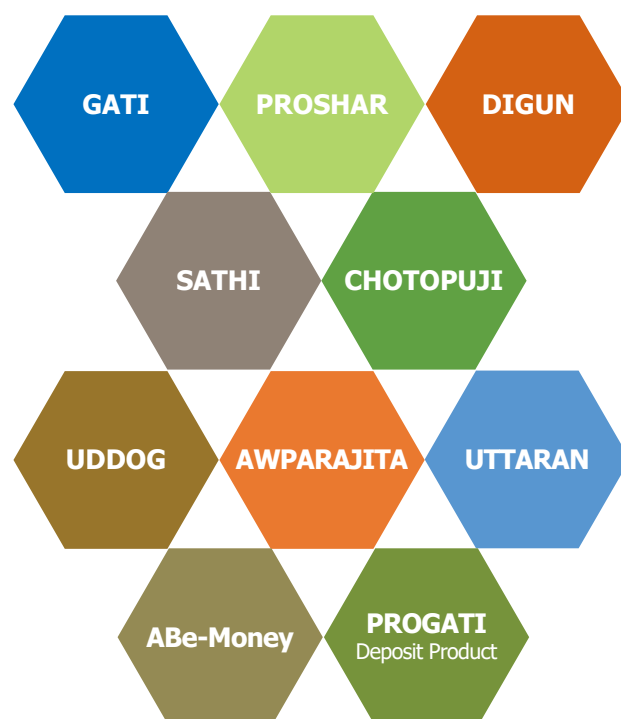 GATI
PROSHAR
DIGUN
SATHI
CHOTOPUJI
UDDOG
AWPARAJITA
UTTARAN
ABe-Money
PROGATI
Deposit Product